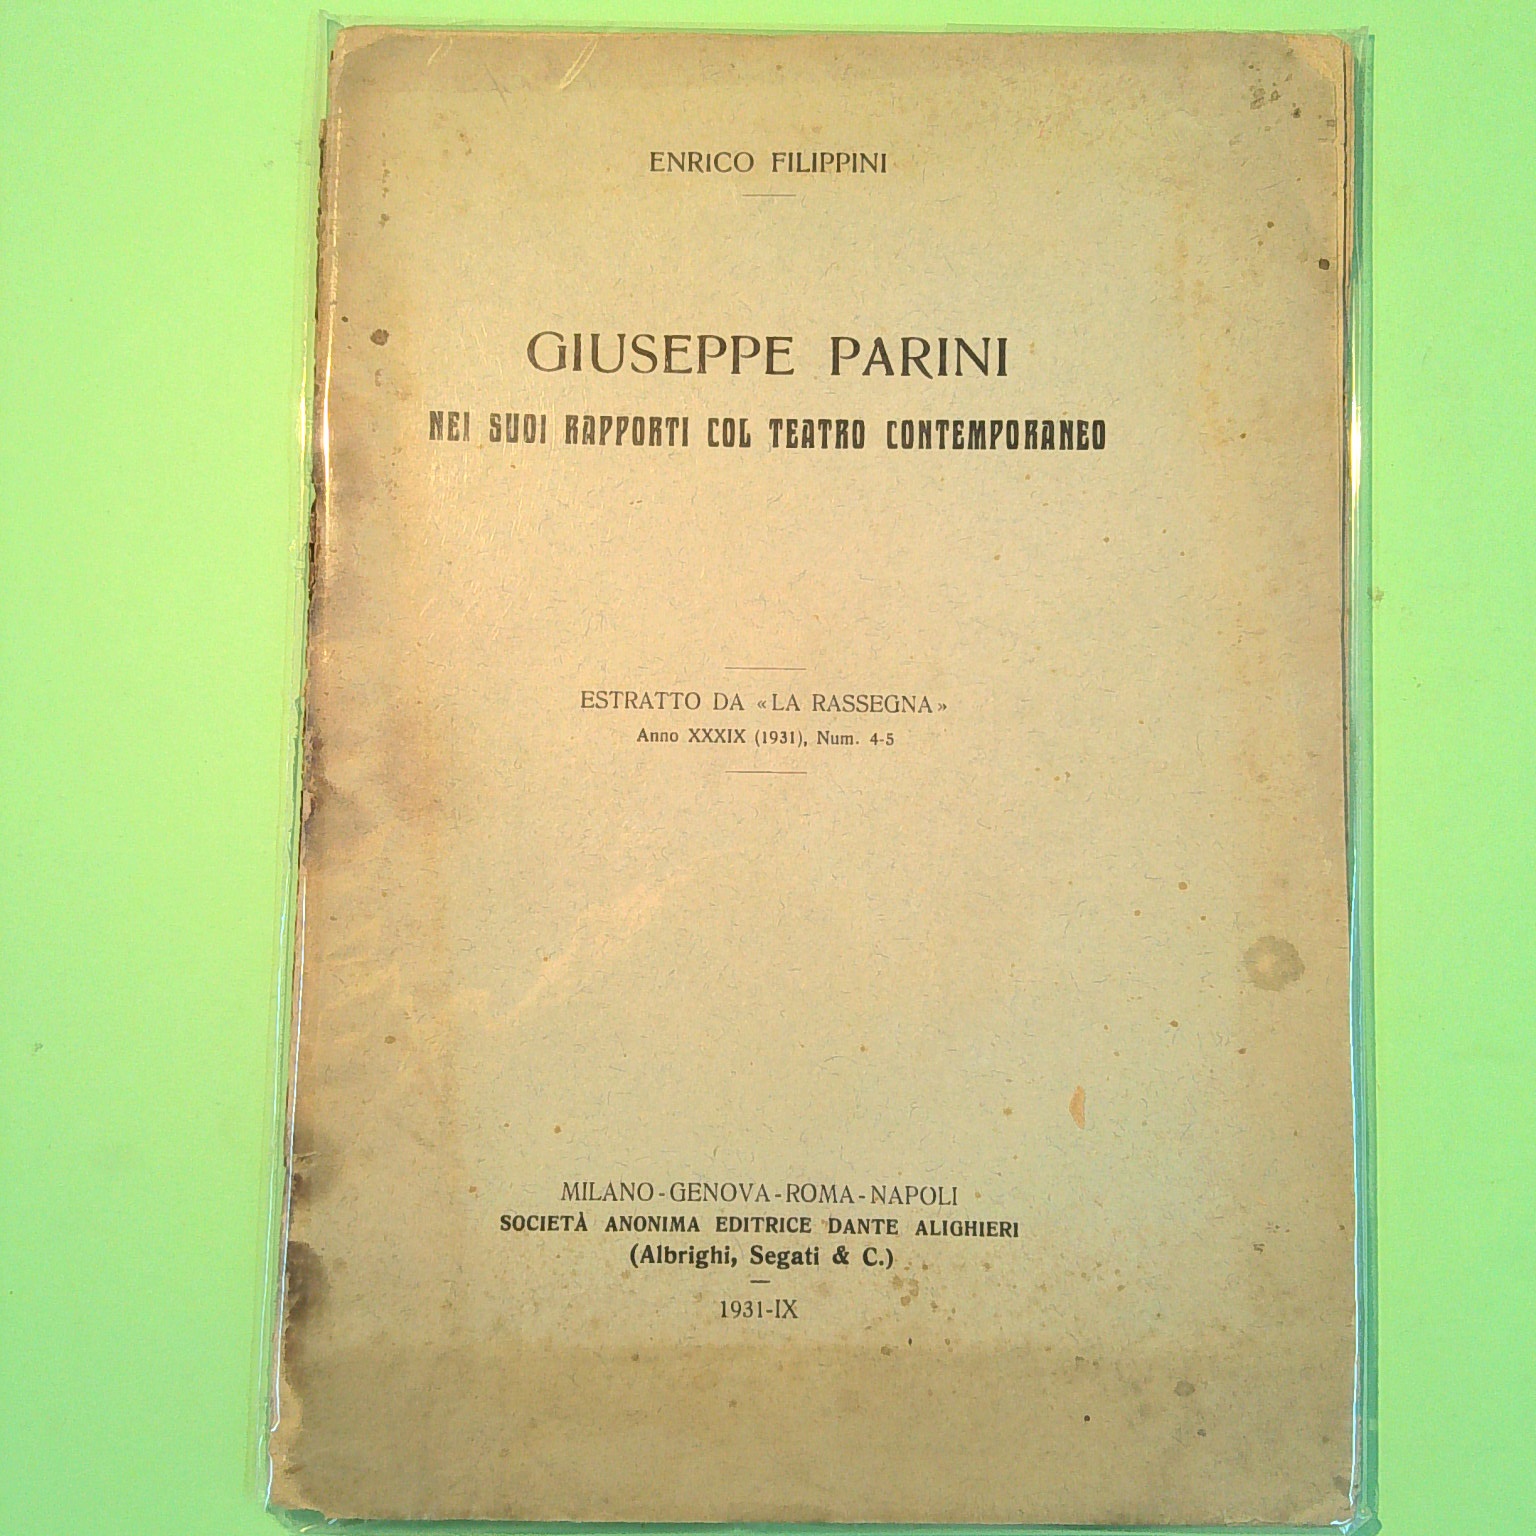 ENRICO FILIPPINI
GIUSEPPE PARINI
NEI SUOI RAPPORTI COL TEATRO CONTEMPORANEO
ESTRATTO DA «LA RASSEGNA»
Anno XXXIX (1931), Num. 4-5
MILANO-GENOVA-ROMA-NAPOLI
SOCIETÀ ANONIMA EDITRICE DANTE ALIGHIERI
(Albrighi, Segati & C.)
1931-IX